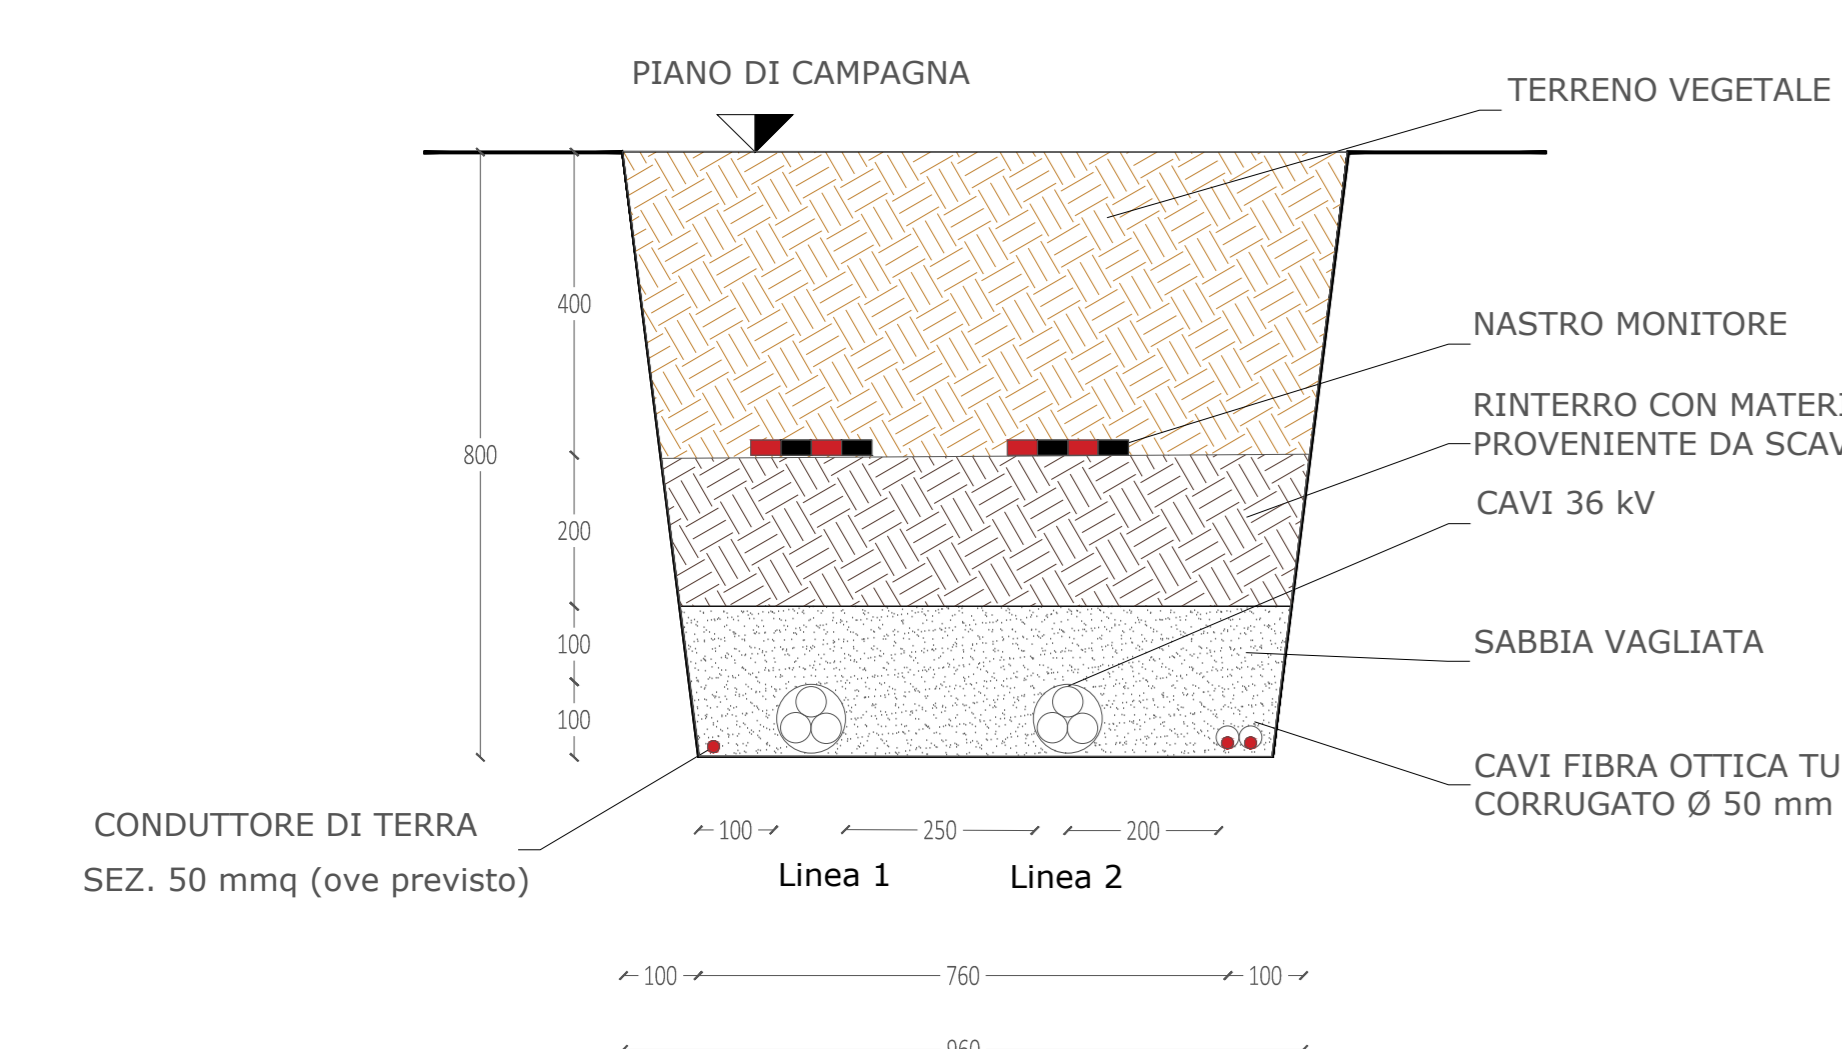 PIANO DI CAMPAGNA
TERRENO VEGETALE
400
800
NASTRO MONITORE
RINTERRO CON MATERI
PROVENIENTE DA SCAV
CAVI 36 kV
200
100
SABBIA VAGLIATA
100
CAVI FIBRA OTTICA TU
CORRUGATO Ø 50 mm
CONDUTTORE DI TERRA
SEZ. 50 mmq (ove previsto)
100 250 200
Linea 1 Linea 2
100 760 100
960